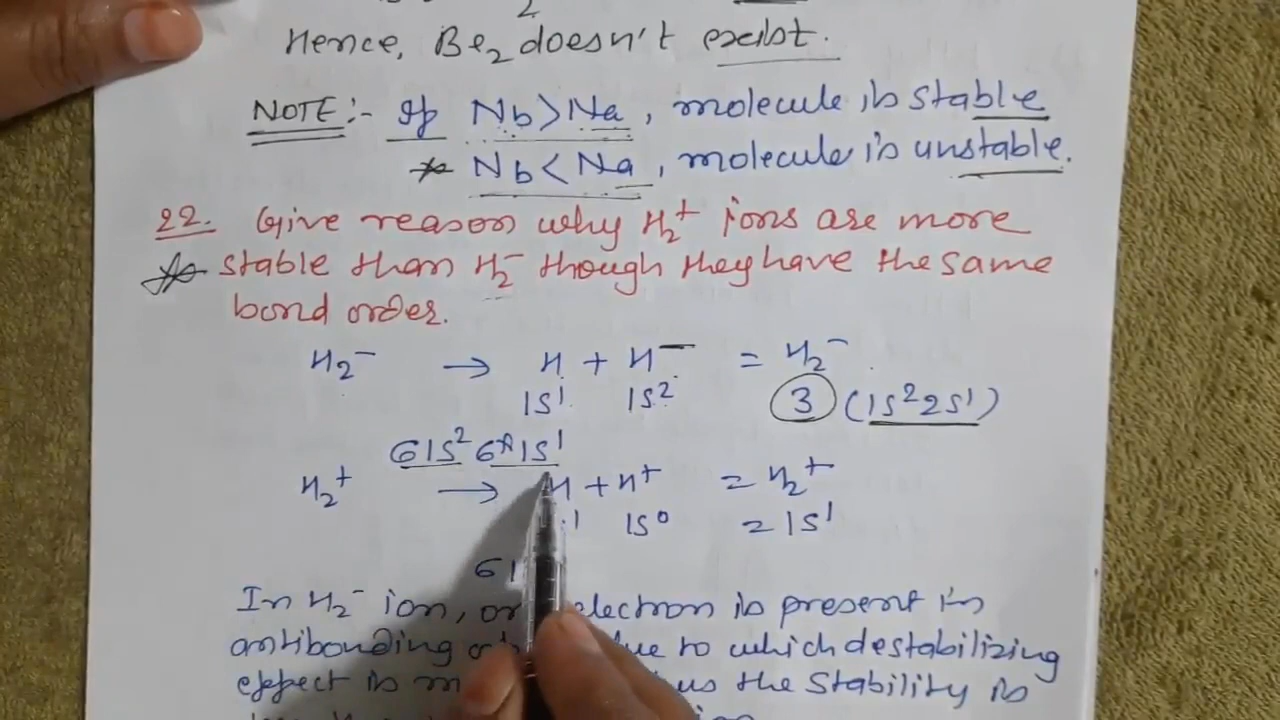 Hence, Be2 doesn't exist.
NOTE:- If Nb>Na, molecule is stable
* Nb<Na, molecule is unstable.
22. Give reason why H2+ ions are more
* stable than H2- though they have the same
bond order.
H2- → H + H- = H2-
1s1 1s2 3 (1s2 2s1)
σ1s2 σ*1s1
H2+ → H + H+ = H2+
1s0 = 1s1
In H2- ion, electron is present in
antibonding due to which destabilizing
effect is the stability is